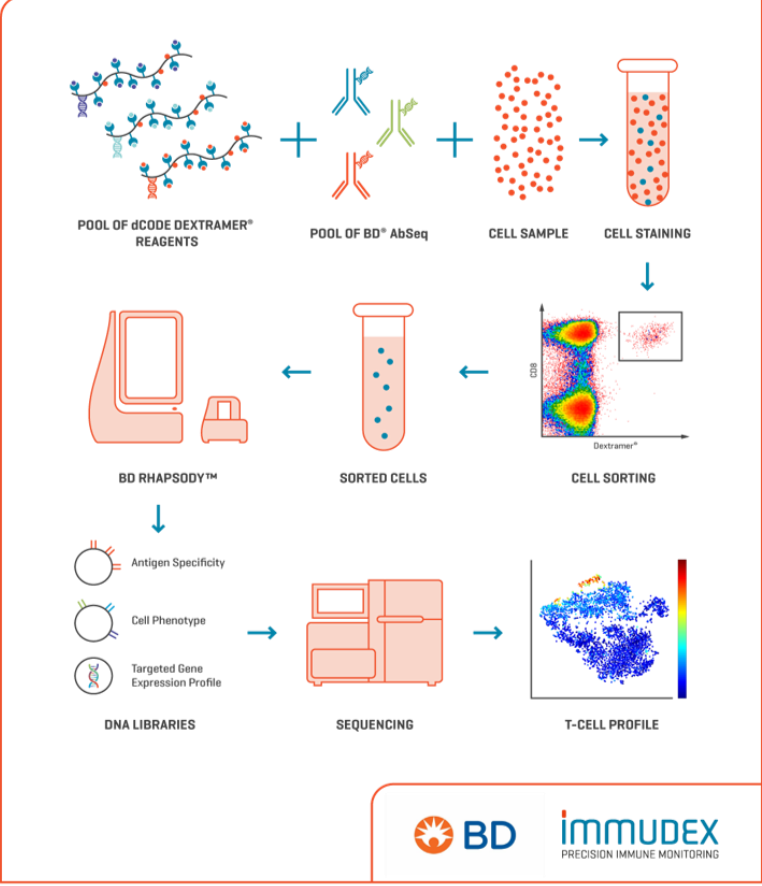 POOL OF dCODE DEXTRAMER®
REAGENTS
POOL OF BD® AbSeq
CELL SAMPLE
CELL STAINING
CD8
Dextramer®
BD RHAPSODY™
SORTED CELLS
CELL SORTING
Antigen Specificity
Cell Phenotype
Targeted Gene
Expression Profile
DNA LIBRARIES
SEQUENCING
T-CELL PROFILE
BD
immuDEX
PRECISION IMMUNE MONITORING